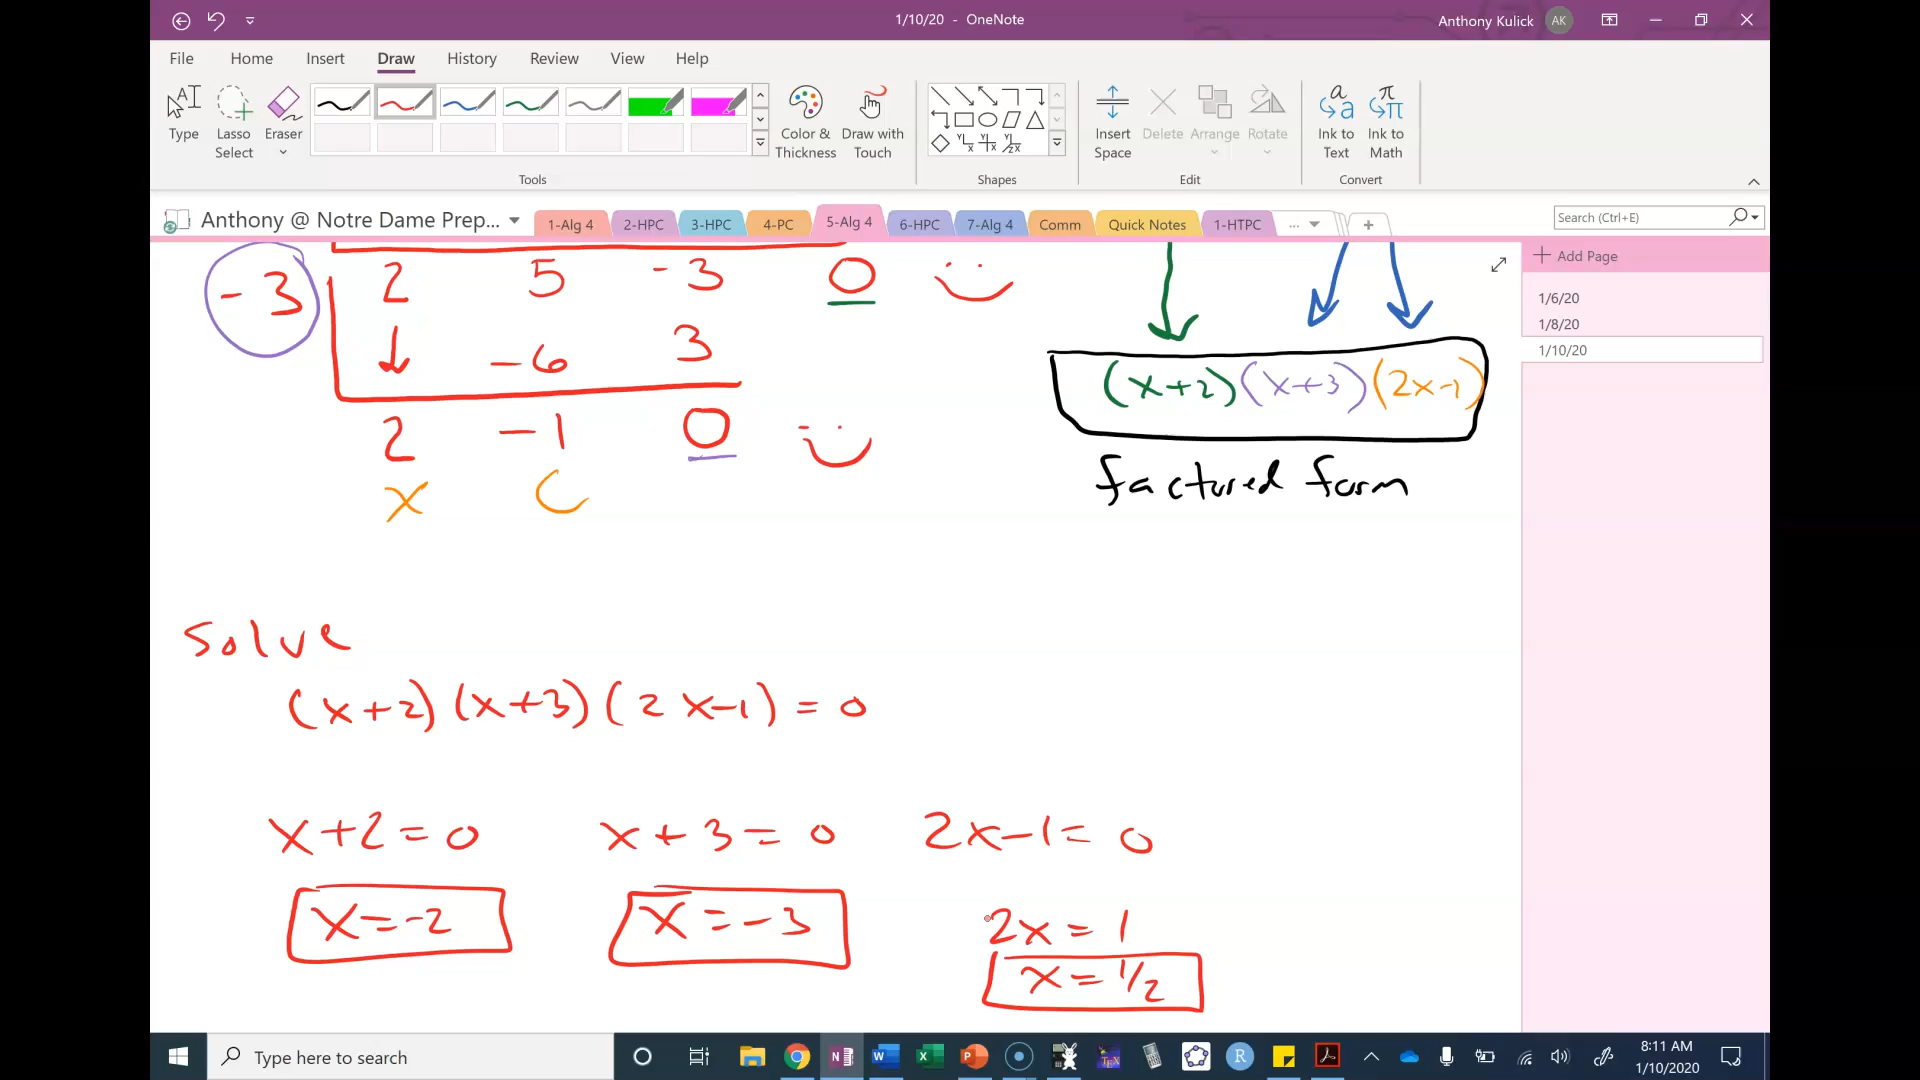 1/10/20 - OneNote
Anthony Kulick AK
File Home Insert Draw History Review View Help
Type
Lasso Select
Eraser
Color & Thickness
Draw with Touch
Insert Space
Delete
Arrange
Rotate
Ink to Text
Ink to Math
Tools
Shapes
Edit
Convert
Anthony @ Notre Dame Prep...
1-Alg 4
2-HPC
3-HPC
4-PC
5-Alg 4
6-HPC
7-Alg 4
Comm
Quick Notes
1-HTPC
...
+
Search (Ctrl+E)
Add Page
1/6/20
1/8/20
1/10/20
-3 2 5 -3 0
-6 3
2 -1 0
x C
(x+2)(x+3)(2x-1)
factured form
Solve
(x+2)(x+3)(2x-1) = 0
x+2=0 x+3=0 2x-1=0
x=-2 x=-3 2x=1
x=1/2
Type here to search
8:11 AM
1/10/2020